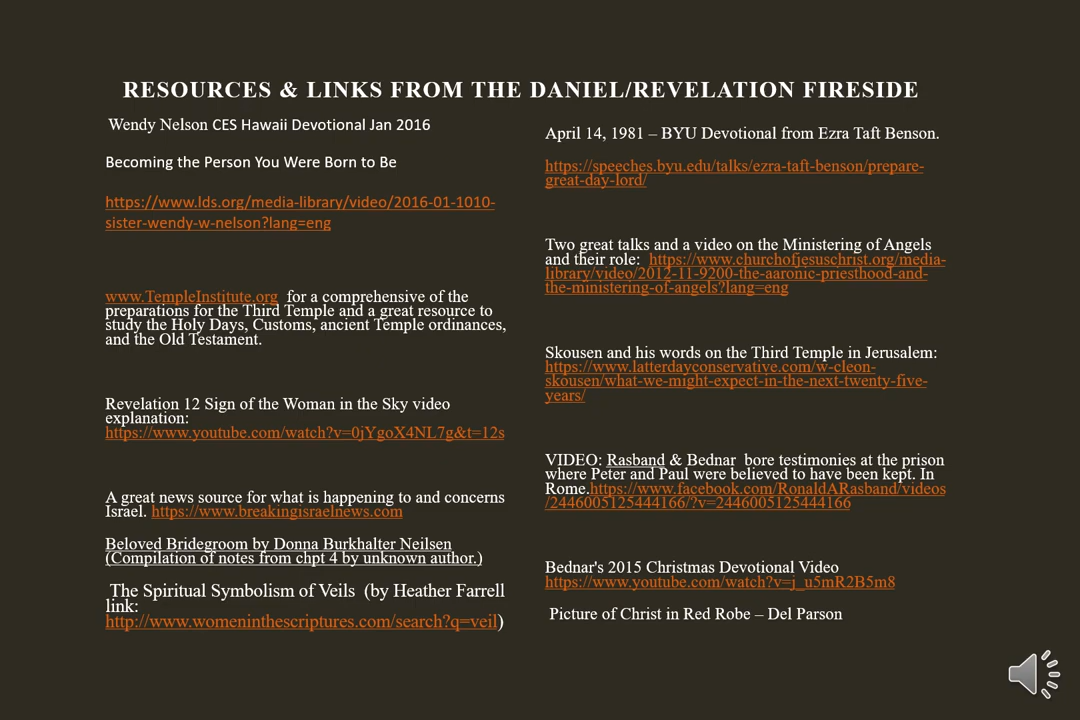 RESOURCES & LINKS FROM THE DANIEL/REVELATION FIRESIDE
Wendy Nelson CES Hawaii Devotional Jan 2016
Becoming the Person You Were Born to Be
https://www.lds.org/media-library/video/2016-01-1010-
sister-wendy-w-nelson?lang=eng
www.TempleInstitute.org for a comprehensive of the
preparations for the Third Temple and a great resource to
study the Holy Days, Customs, ancient Temple ordinances,
and the Old Testament.
Revelation 12 Sign of the Woman in the Sky video
explanation:
https://www.youtube.com/watch?v=0jYgoX4NL7g&t=12s
A great news source for what is happening to and concerns
Israel. https://www.breakingisraelnews.com
Beloved Bridegroom by Donna Burkhalter Neilsen
(Compilation of notes from chpt 4 by unknown author.)
The Spiritual Symbolism of Veils (by Heather Farrell
link:
http://www.womeninthescriptures.com/search?q=veil)
April 14, 1981 – BYU Devotional from Ezra Taft Benson.
https://speeches.byu.edu/talks/ezra-taft-benson/prepare-
great-day-lord/
Two great talks and a video on the Ministering of Angels
and their role: https://www.churchofjesuschrist.org/media-
library/video/2012-11-9200-the-aaronic-priesthood-and-
the-ministering-of-angels?lang=eng
Skousen and his words on the Third Temple in Jerusalem:
https://www.latterdayconservative.com/w-cleon-
skousen/what-we-might-expect-in-the-next-twenty-five-
years/
VIDEO: Rasband & Bednar bore testimonies at the prison
where Peter and Paul were believed to have been kept. In
Rome.https://www.facebook.com/RonaldARasband/videos
/2446005125444166/?v=2446005125444166
Bednar's 2015 Christmas Devotional Video
https://www.youtube.com/watch?v=j_u5mR2B5m8
Picture of Christ in Red Robe – Del Parson